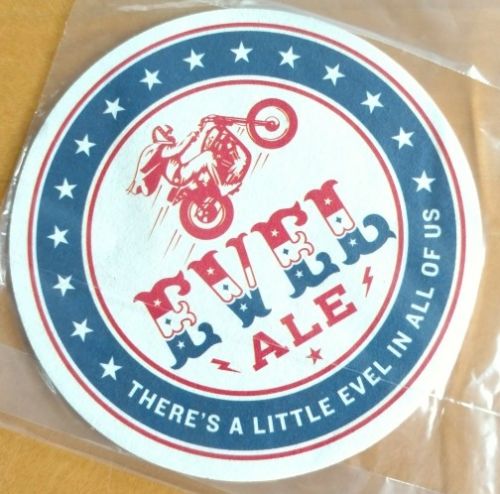 EVEL
ALE
THERE'S A LITTLE EVEL IN ALL OF US